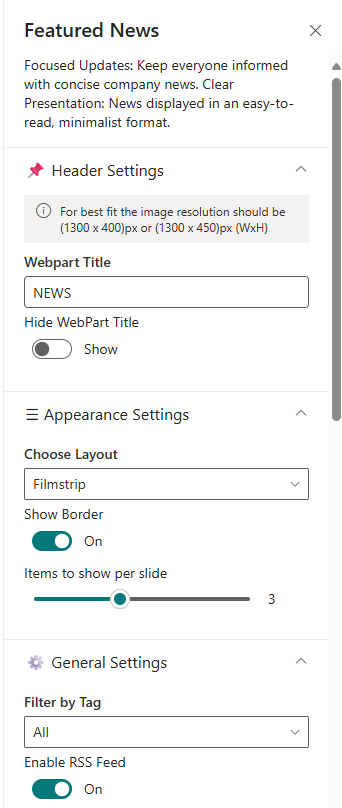 Featured News
Focused Updates: Keep everyone informed
with concise company news. Clear
Presentation: News displayed in an easy-to-
read, minimalist format.
Header Settings
For best fit the image resolution should be
(1300 x 400)px or (1300 x 450)px (WxH)
Webpart Title
NEWS
Hide WebPart Title
Show
Appearance Settings
Choose Layout
Filmstrip
Show Border
On
Items to show per slide
3
General Settings
Filter by Tag
All
Enable RSS Feed
On